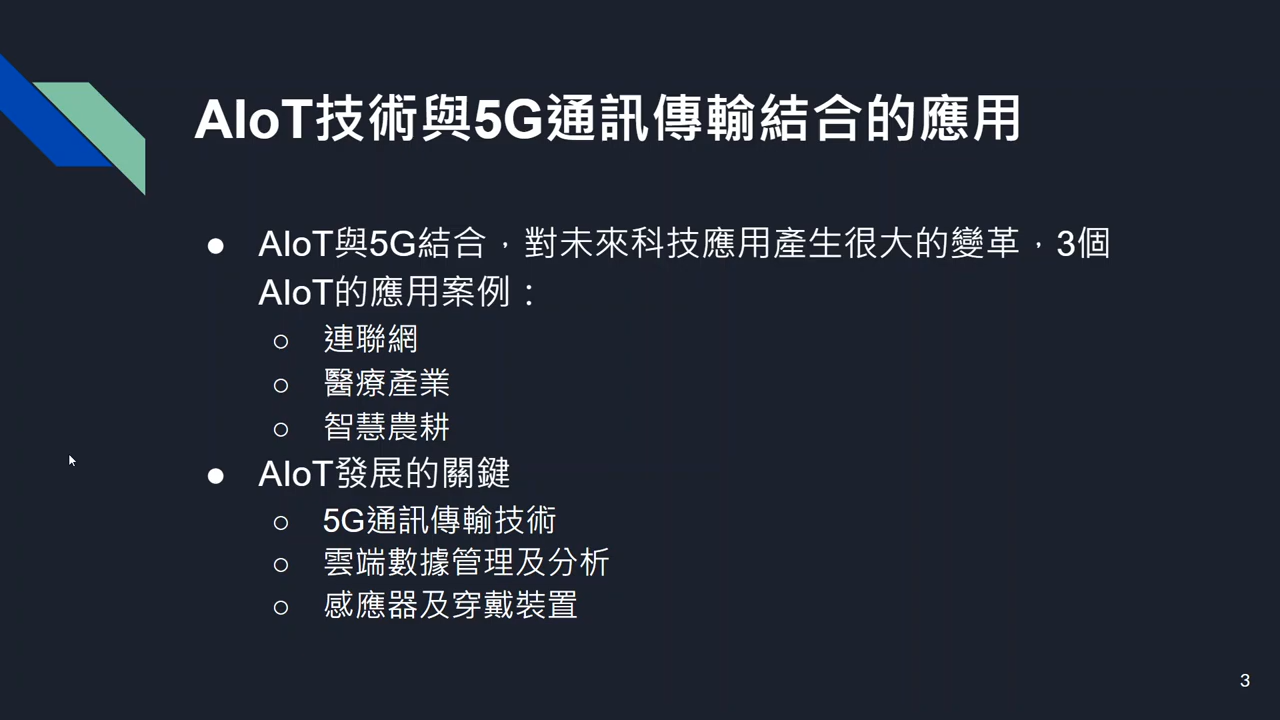 AIoT技術與5G通訊傳輸結合的應用
● AIoT與5G結合，對未來科技應用產生很大的變革，3個
AIoT的應用案例：
○ 連聯網
○ 醫療產業
○ 智慧農耕
● AIoT發展的關鍵
○ 5G通訊傳輸技術
○ 雲端數據管理及分析
○ 感應器及穿戴裝置
3